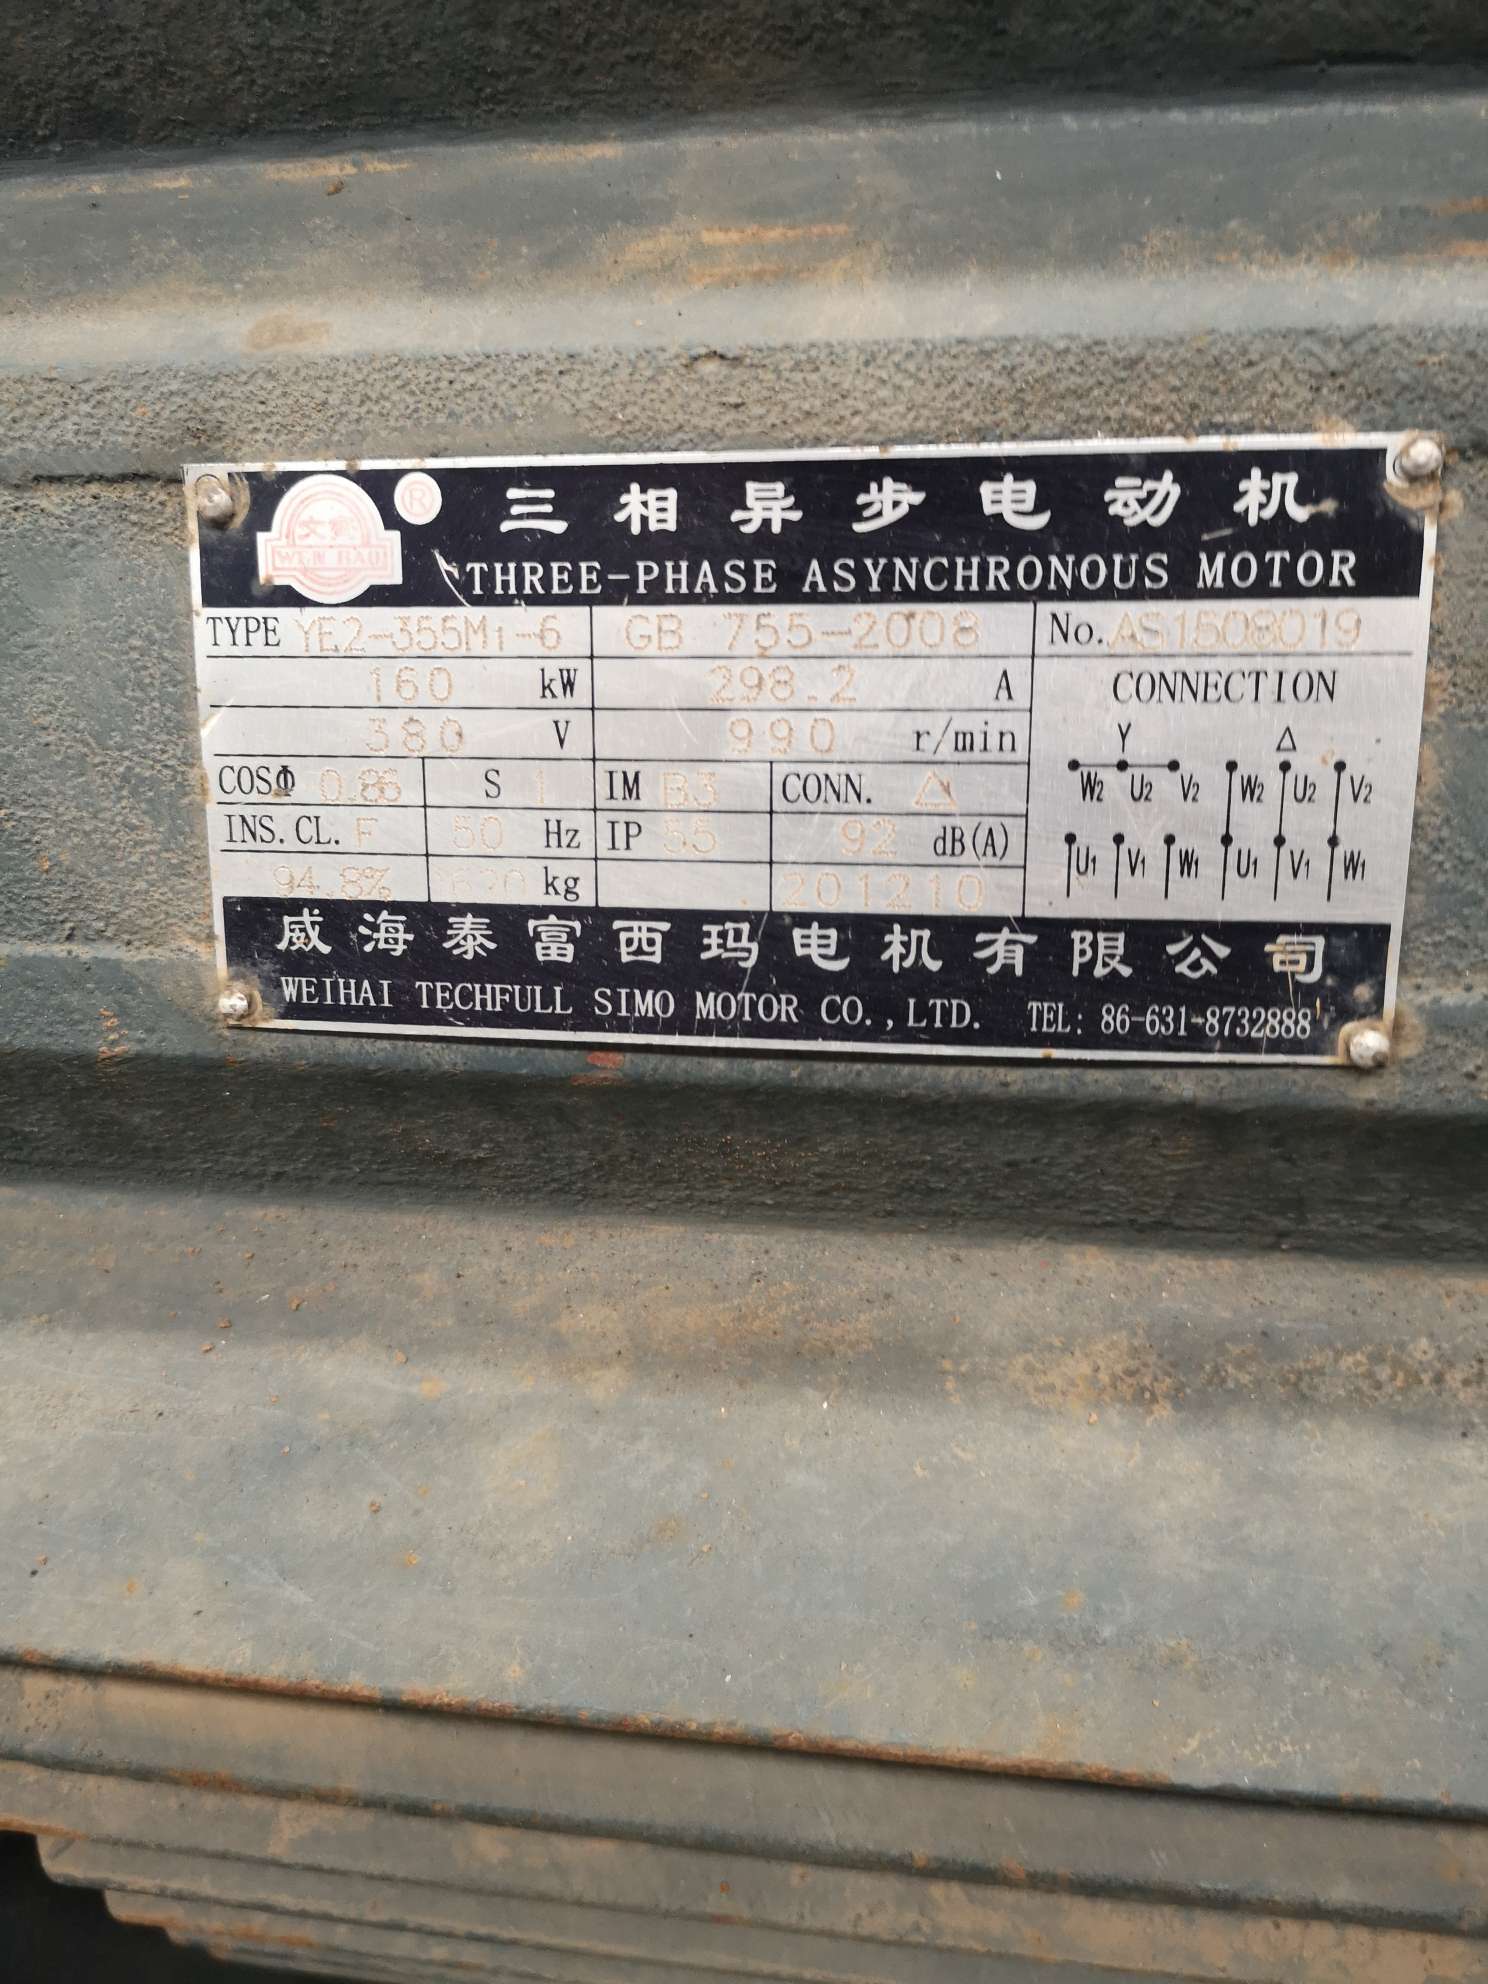 文宝
WEN BAO
®
三相异步电动机
THREE-PHASE ASYNCHRONOUS MOTOR
TYPE YE2-355M1-6 GB 755-2008 No. AS1508019
160 kW 298.2 A CONNECTION
380 V 990 r/min Y △
COSΦ 0.86 S 1 IM B3 CONN. △ W2 U2 V2 W2 U2 V2
INS.CL. F 50 Hz IP 55 92 dB(A) U1 V1 W1 U1 V1 W1
94.8% kg 201210
威海泰富西玛电机有限公司
WEIHAI TECHFULL SIMO MOTOR CO.,LTD. TEL: 86-631-8732888